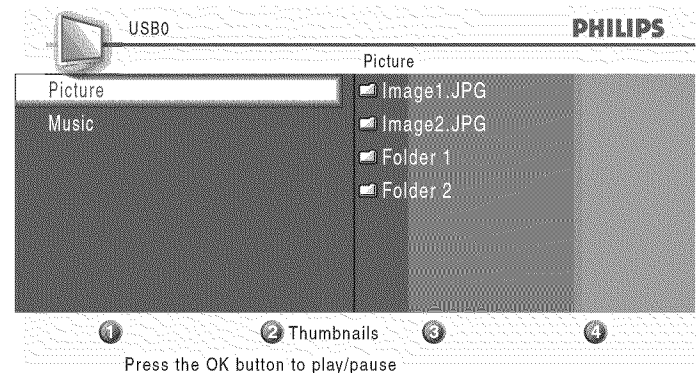 USB0
PHILIPS
Picture
Picture
Music
Image1.JPG
Image2.JPG
Folder 1
Folder 2
1
2 Thumbnails
3
4
Press the OK button to play/pause